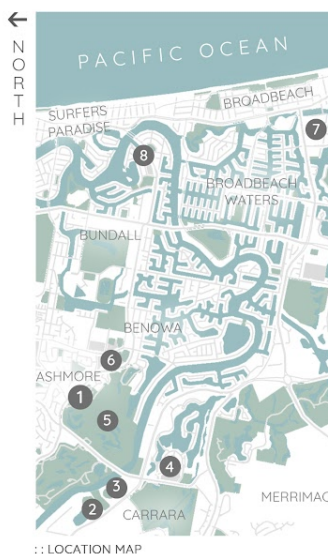 NORTH
PACIFIC OCEAN
BROADBEACH
SURFERS
PARADISE
7
8
BROADBEACH
WATERS
BUNDALL
BENOWA
6
ASHMORE
1
5
4
3
2
MERRIMAC
CARRARA
:: LOCATION MAP